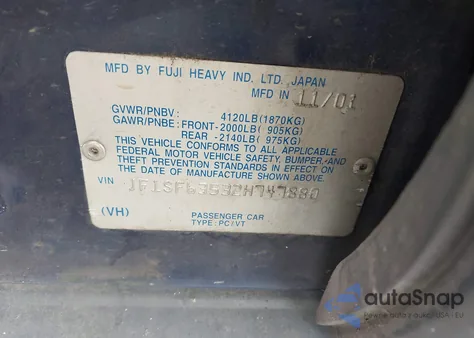 MFD BY FUJI HEAVY IND. LTD. JAPAN
MFD IN 11/01
GVWR/PNBV: 4120LB(1870KG)
GAWR/PNBE: FRONT-2000LB( 905KG)
REAR -2140LB( 975KG)
THIS VEHICLE CONFORMS TO ALL APPLICABLE
FEDERAL MOTOR VEHICLE SAFETY, BUMPER, AND
THEFT PREVENTION STANDARDS IN EFFECT ON
THE DATE OF MANUFACTURE SHOWN ABOVE.
VIN
(VH)
PASSENGER CAR
TYPE: PC/VT
autoSnap